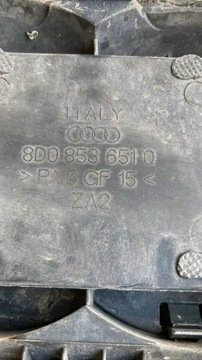 ITALY
8D0 853 651 Q
> PA 6 GF 15 <
ZA2